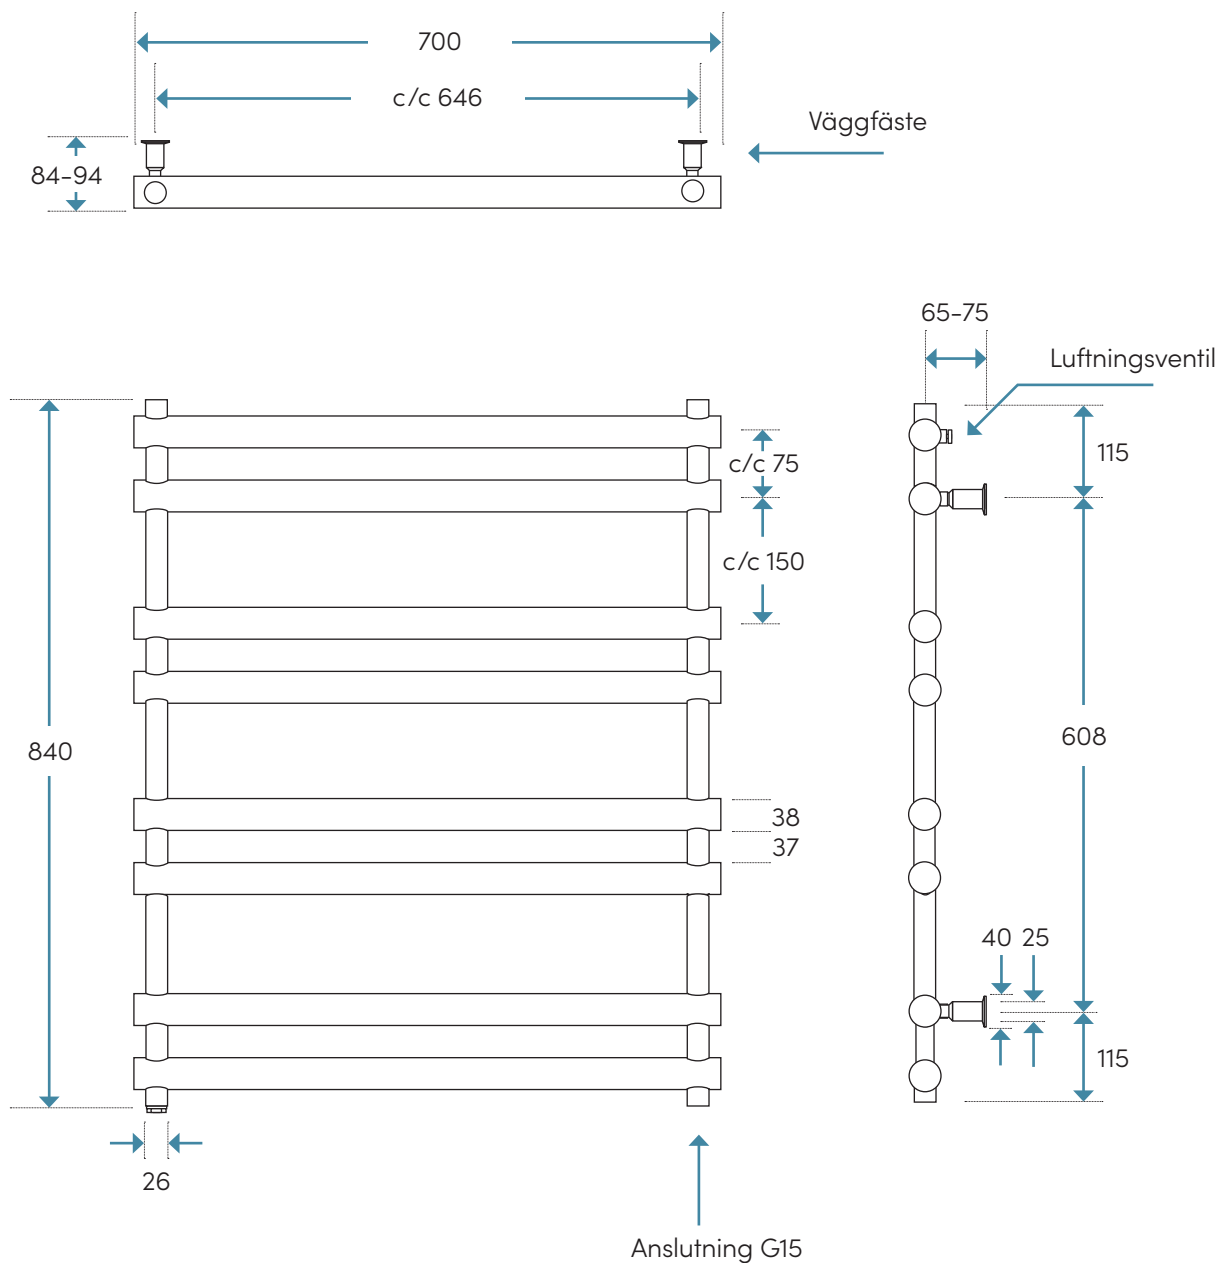 700
c/c 646
Väggfäste
84-94
65-75
Luftningsventil
c/c 75
115
c/c 150
840
608
38
37
40 25
115
26
Anslutning G15